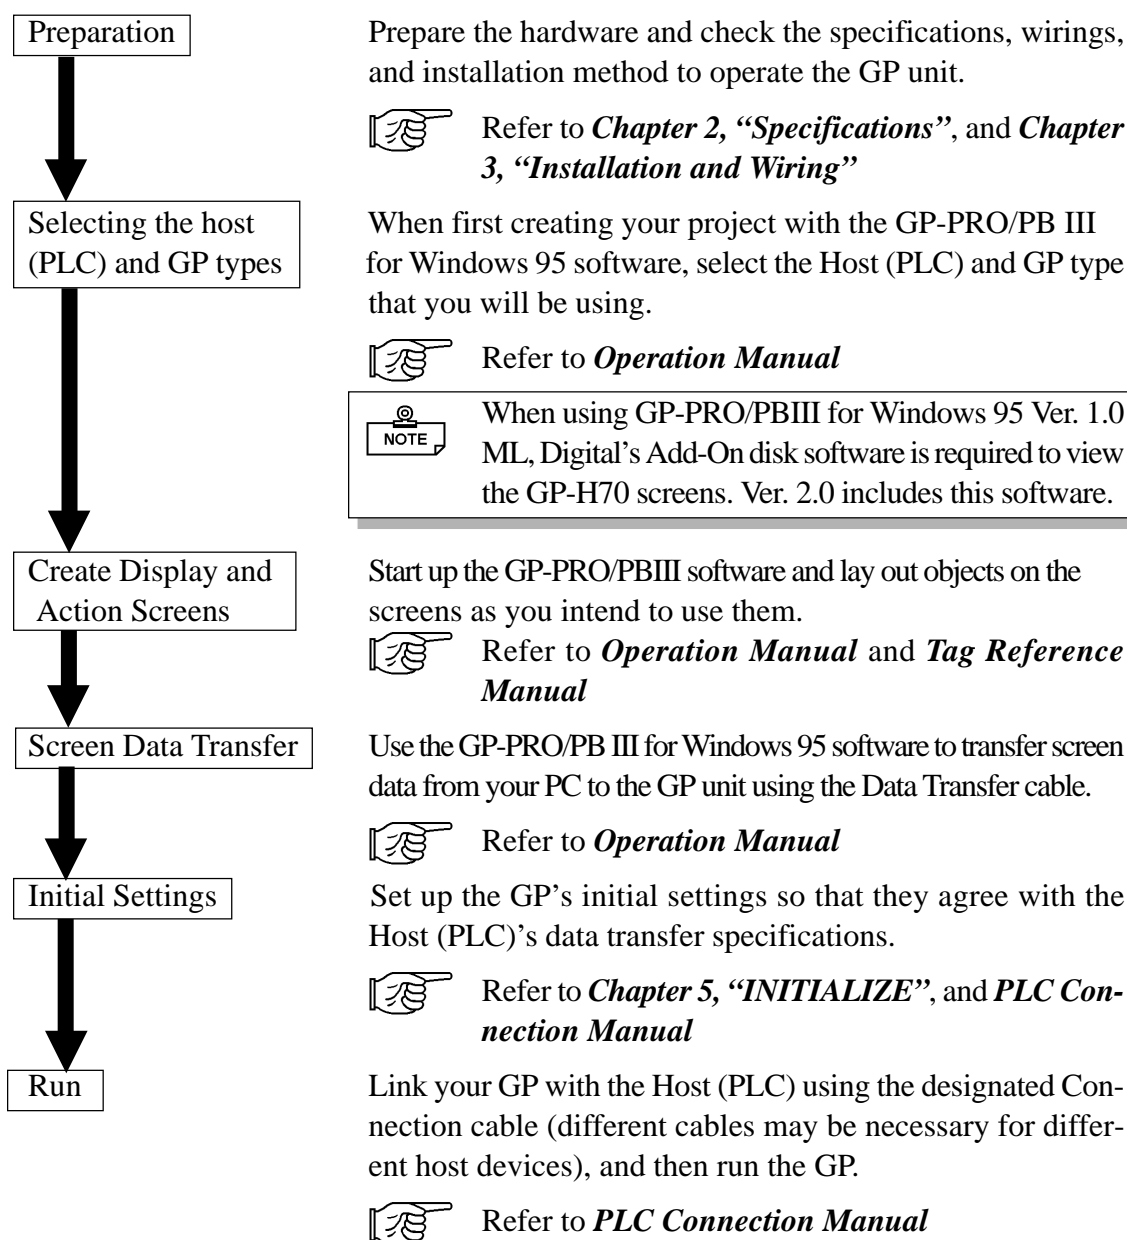 Preparation
Prepare the hardware and check the specifications, wirings,
and installation method to operate the GP unit.
Refer to Chapter 2, “Specifications”, and Chapter
3, “Installation and Wiring”
Selecting the host
(PLC) and GP types
When first creating your project with the GP-PRO/PB III
for Windows 95 software, select the Host (PLC) and GP type
that you will be using.
Refer to Operation Manual
NOTE
When using GP-PRO/PBIII for Windows 95 Ver. 1.0
ML, Digital’s Add-On disk software is required to view
the GP-H70 screens. Ver. 2.0 includes this software.
Create Display and
Action Screens
Start up the GP-PRO/PBIII software and lay out objects on the
screens as you intend to use them.
Refer to Operation Manual and Tag Reference
Manual
Screen Data Transfer
Use the GP-PRO/PB III for Windows 95 software to transfer screen
data from your PC to the GP unit using the Data Transfer cable.
Refer to Operation Manual
Initial Settings
Set up the GP’s initial settings so that they agree with the
Host (PLC)’s data transfer specifications.
Refer to Chapter 5, “INITIALIZE”, and PLC Con-
nection Manual
Run
Link your GP with the Host (PLC) using the designated Con-
nection cable (different cables may be necessary for differ-
ent host devices), and then run the GP.
Refer to PLC Connection Manual